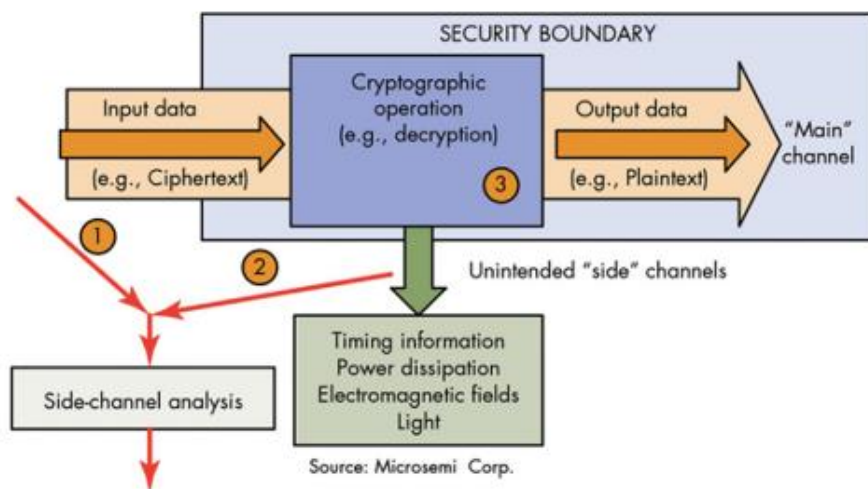 SECURITY BOUNDARY
Input data
(e.g., Ciphertext)
Cryptographic
operation
(e.g., decryption)
3
Output data
(e.g., Plaintext)
“Main”
channel
1
2
Unintended “side” channels
Timing information
Power dissipation
Electromagnetic fields
Light
Side-channel analysis
Source: Microsemi Corp.